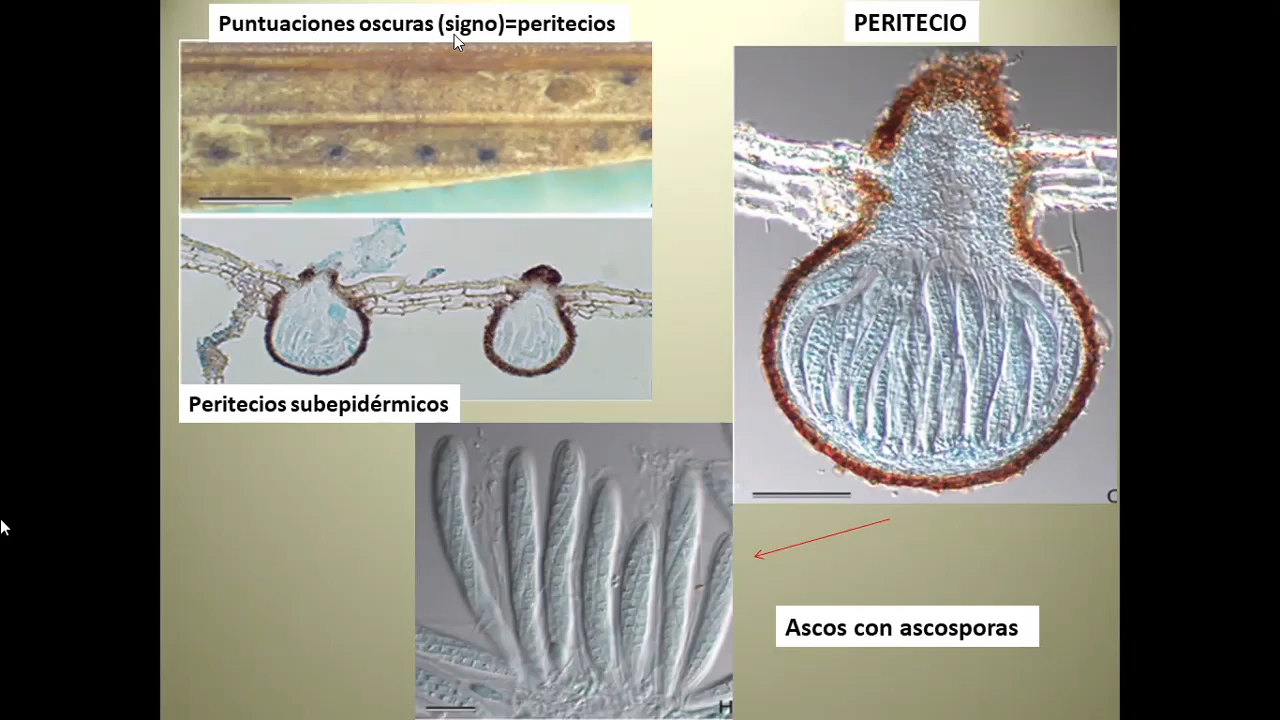 Puntuaciones oscuras (signo)=peritecios
PERITECIO
Peritecios subepidérmicos
C
H
Ascos con ascosporas